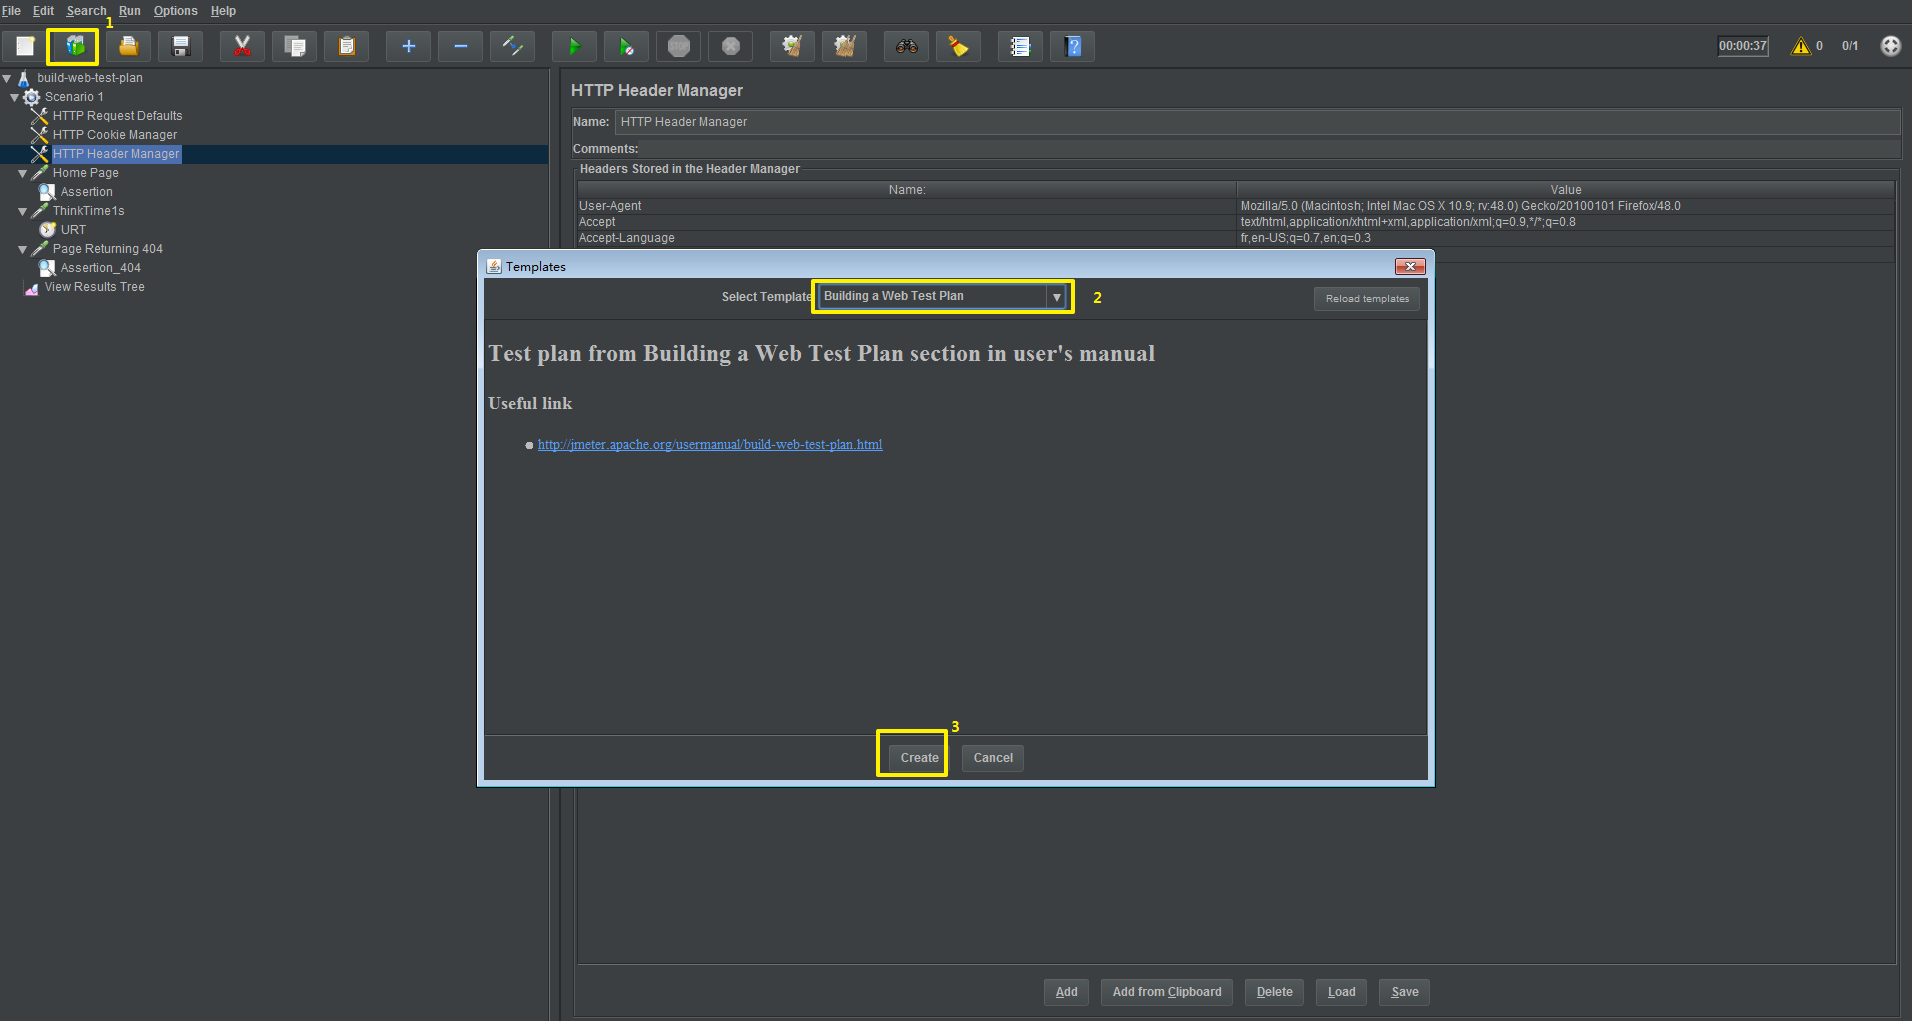 File Edit Search Run Options Help
1
STOP
00:00:37 0 0/1
build-web-test-plan
Scenario 1
HTTP Request Defaults
HTTP Cookie Manager
HTTP Header Manager
Home Page
Assertion
ThinkTime1s
URT
Page Returning 404
Assertion_404
View Results Tree
HTTP Header Manager
Name: HTTP Header Manager
Comments:
Headers Stored in the Header Manager
Name: Value
User-Agent Mozilla/5.0 (Macintosh; Intel Mac OS X 10.9; rv:48.0) Gecko/20100101 Firefox/48.0
Accept text/html,application/xhtml+xml,application/xml;q=0.9,*/*;q=0.8
Accept-Language fr,en-US;q=0.7,en;q=0.3
Templates
Select Template Building a Web Test Plan 2 Reload templates
Test plan from Building a Web Test Plan section in user's manual
Useful link
http://jmeter.apache.org/usermanual/build-web-test-plan.html
3
Create Cancel
Add Add from Clipboard Delete Load Save